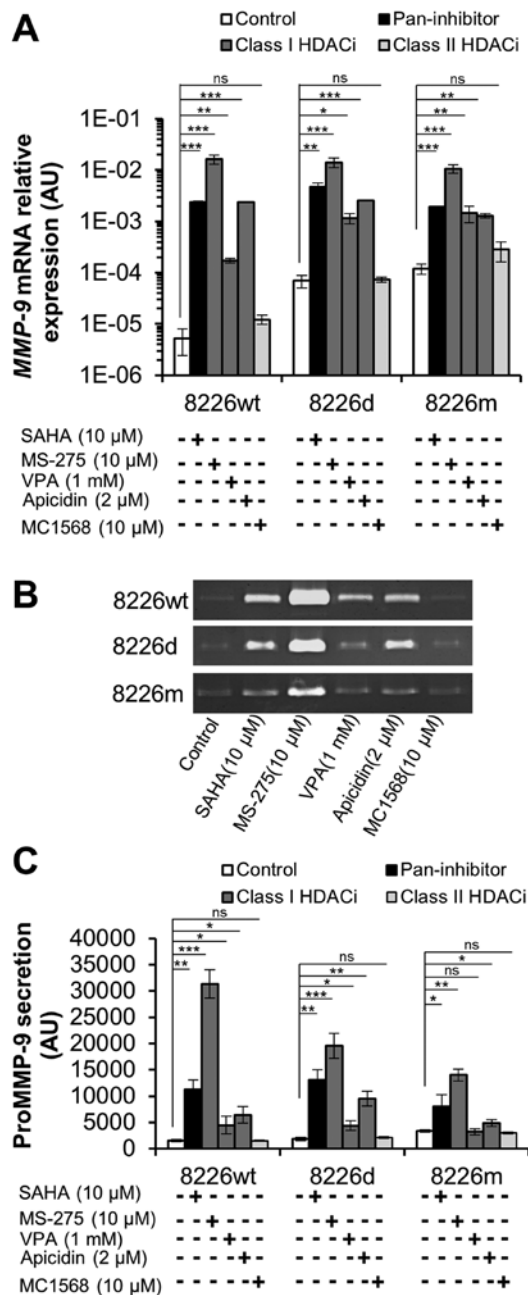 A
Control Pan-inhibitor
Class I HDACi Class II HDACi
ns ns ns
*** *** **
** * **
*** *** ***
*** ** ***
MMP-9 mRNA relative
expression (AU)
1E-01
1E-02
1E-03
1E-04
1E-05
1E-06
8226wt 8226d 8226m
SAHA (10 µM) - + - - - - - + - - - - - + - - - -
MS-275 (10 µM) - - + - - - - - + - - - - - + - - -
VPA (1 mM) - - - + - - - - - + - - - - - + - -
Apicidin (2 µM) - - - - + - - - - - + - - - - - + -
MC1568 (10 µM) - - - - - + - - - - - + - - - - - +
B
8226wt
8226d
8226m
Control
SAHA(10 µM)
MS-275(10 µM)
VPA(1 mM)
Apicidin(2 µM)
MC1568(10 µM)
C
Control Pan-inhibitor
Class I HDACi Class II HDACi
ns ns ns
* ** *
* * ns
*** *** **
** ** *
ProMMP-9 secretion
(AU)
40000
35000
30000
25000
20000
15000
10000
5000
0
8226wt 8226d 8226m
SAHA (10 µM) - + - - - - - + - - - - - + - - - -
MS-275 (10 µM) - - + - - - - - + - - - - - + - - -
VPA (1 mM) - - - + - - - - - + - - - - - + - -
Apicidin (2 µM) - - - - + - - - - - + - - - - - + -
MC1568 (10 µM) - - - - - + - - - - - + - - - - - +